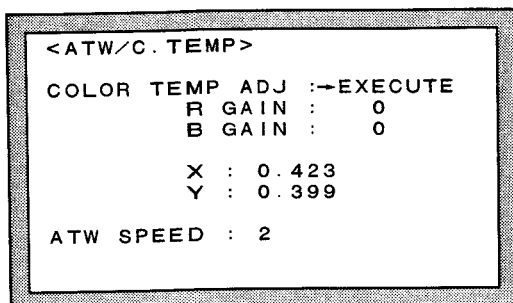 <ATW/C.TEMP>
COLOR TEMP ADJ :→EXECUTE
R GAIN : 0
B GAIN : 0
X : 0.423
Y : 0.399
ATW SPEED : 2